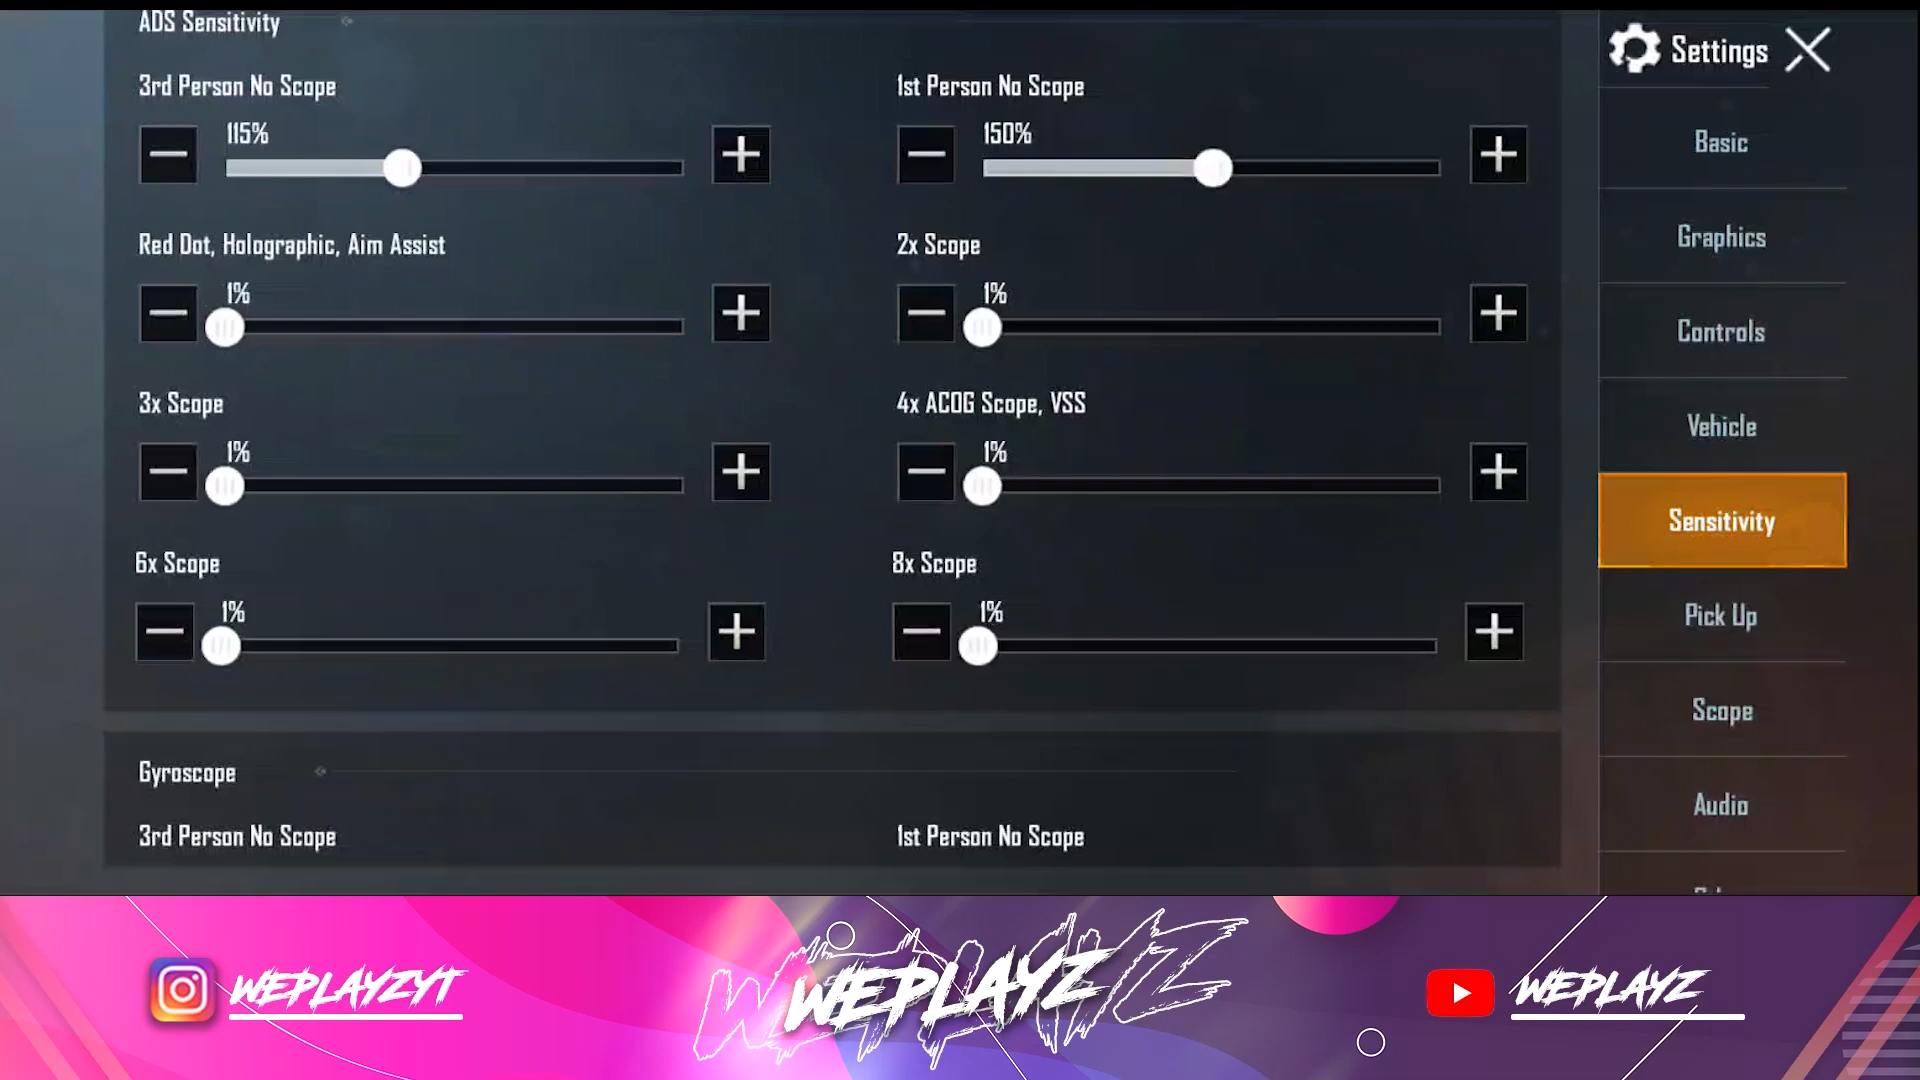 ADS Sensitivity
Settings
3rd Person No Scope
1st Person No Scope
115%
150%
Basic
Graphics
Red Dot, Holographic, Aim Assist
2x Scope
1%
1%
Controls
3x Scope
4x ACOG Scope, VSS
Vehicle
1%
1%
Sensitivity
6x Scope
8x Scope
1%
1%
Pick Up
Scope
Gyroscope
Audio
3rd Person No Scope
1st Person No Scope
WEPLAYZYT
WEPLAYZ
WEPLAYZ